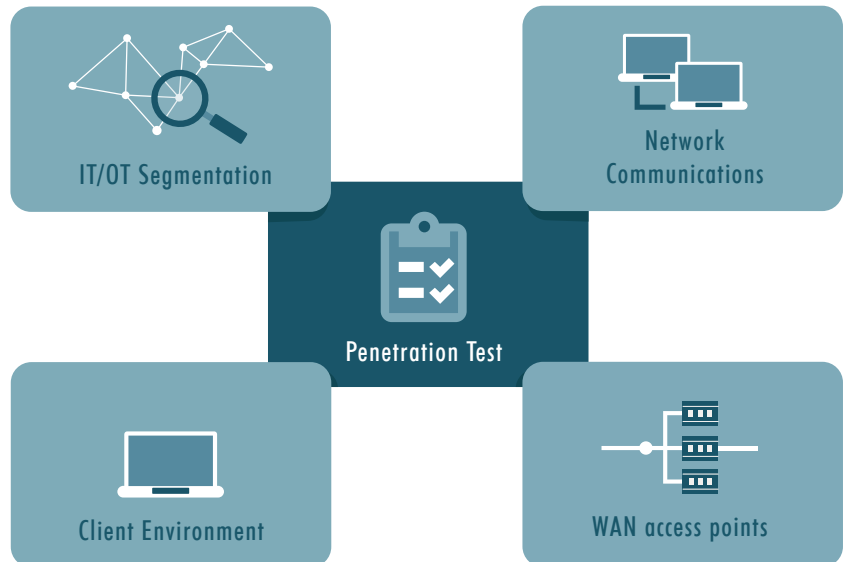 IT/OT Segmentation
Network
Communications
Penetration Test
Client Environment
WAN access points